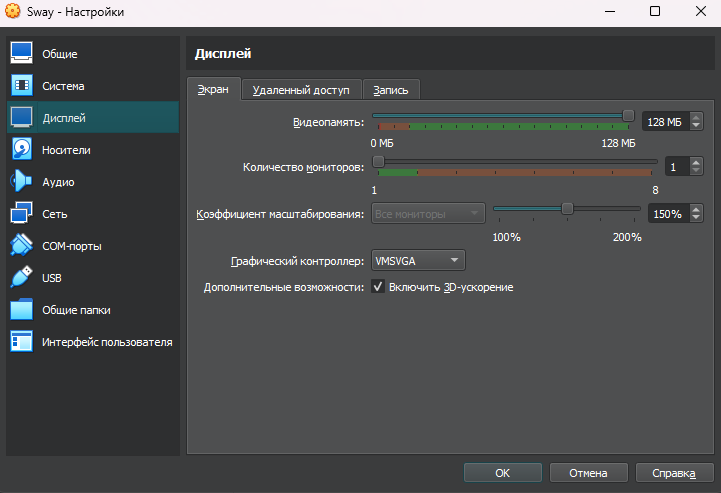 Sway - Настройки
Общие
Система
Дисплей
Носители
Аудио
Сеть
COM-порты
USB
Общие папки
Интерфейс пользователя
Дисплей
Экран Удаленный доступ Запись
Видеопамять: 128 МБ
0 МБ 128 МБ
Количество мониторов: 1
1 8
Коэффициент масштабирования: Все мониторы 150%
100% 200%
Графический контроллер: VMSVGA
Дополнительные возможности: Включить 3D-ускорение
OK Отмена Справка